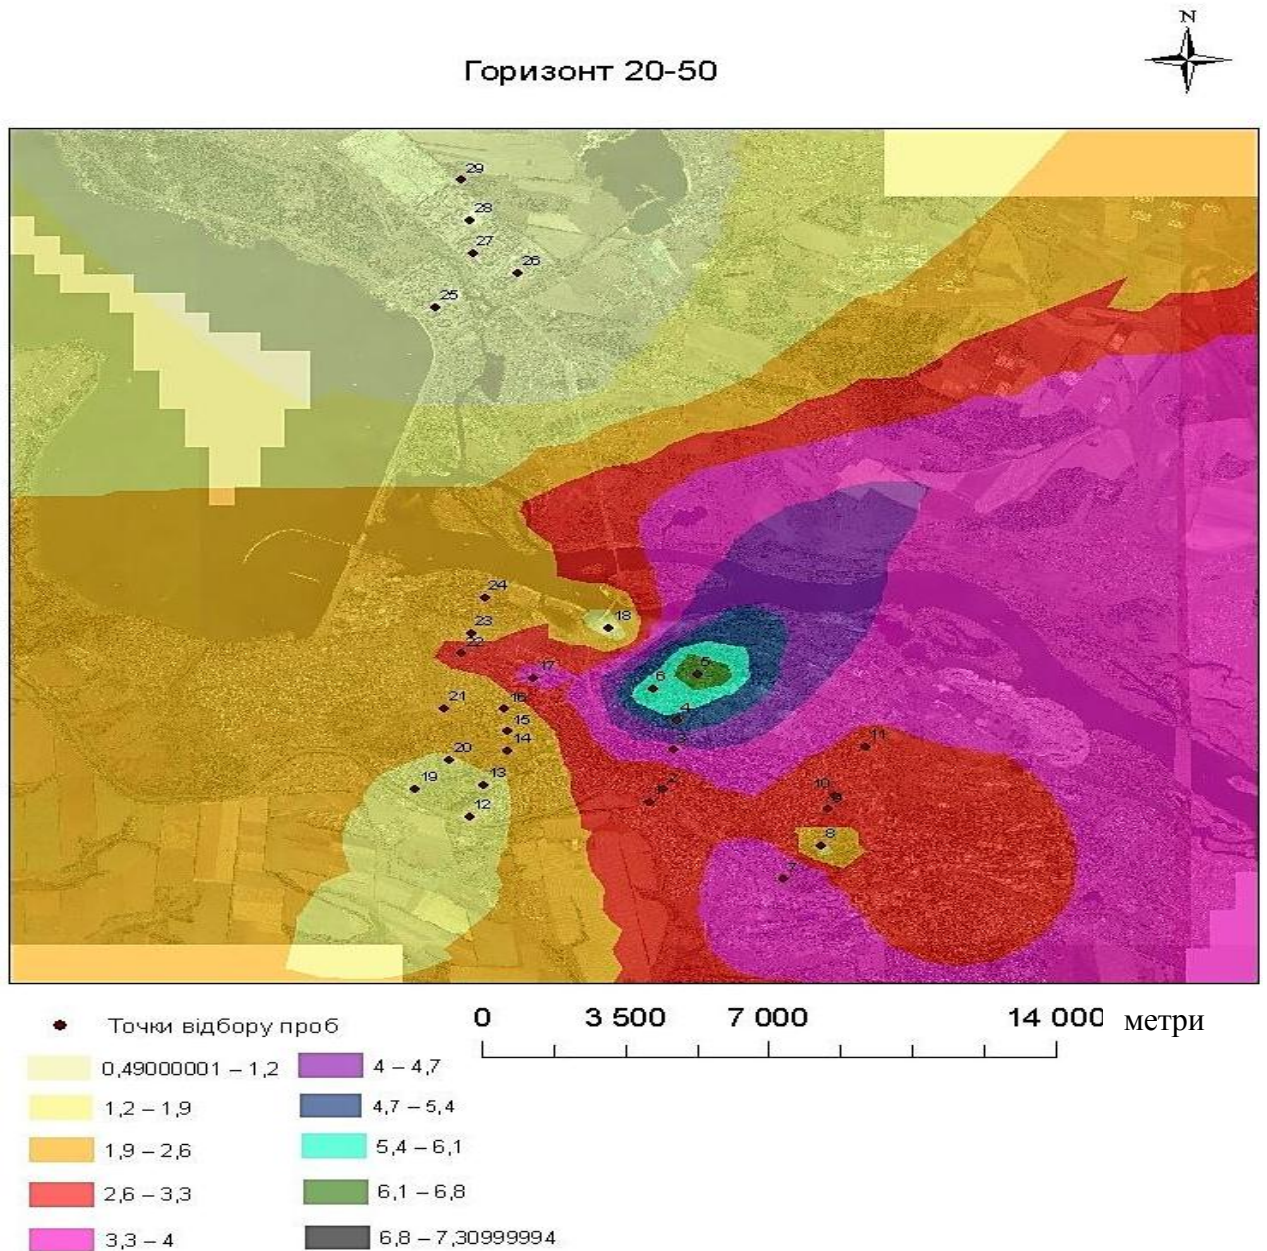 N
Горизонт 20-50
29
28
27
26
25
24
18
23
22
17
5
6
21
16
4
15
14
3
11
20
13
2
19
10
9
12
8
7
Точки відбору проб
0 3 500 7 000 14 000 метри
0,49000001 – 1,2
4 – 4,7
1,2 – 1,9
4,7 – 5,4
1,9 – 2,6
5,4 – 6,1
2,6 – 3,3
6,1 – 6,8
3,3 – 4
6,8 – 7,30999994